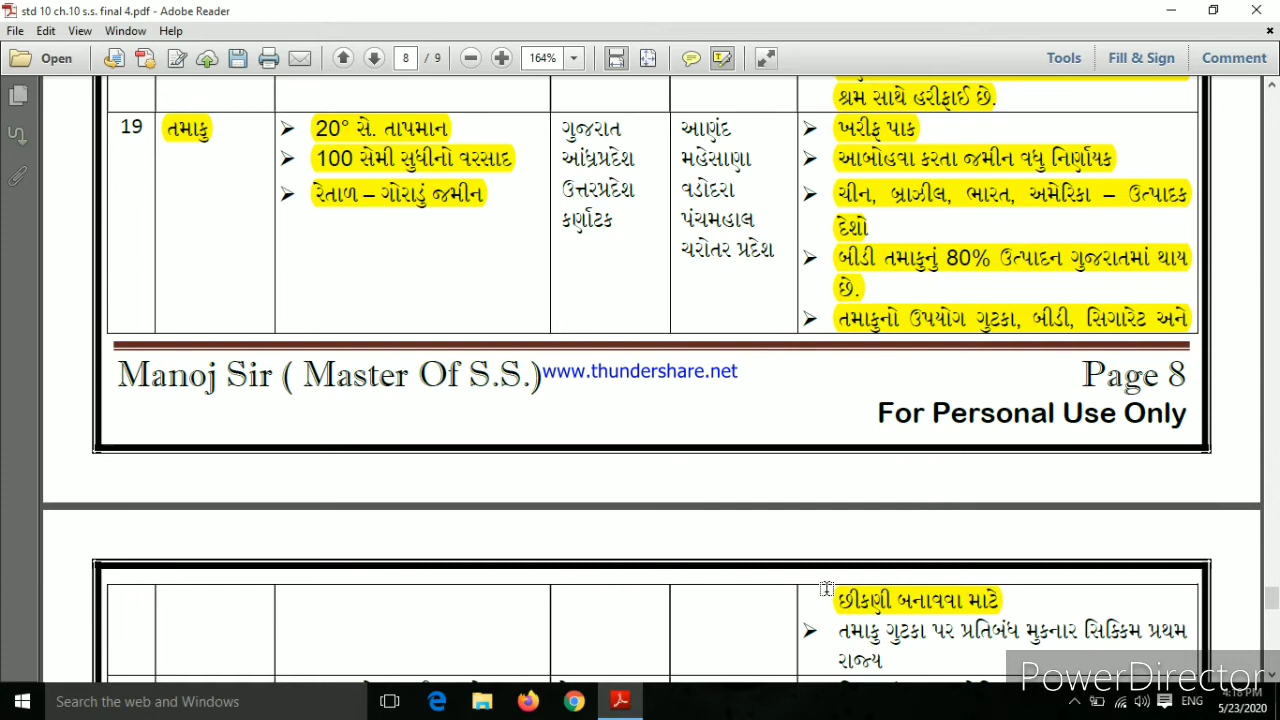 std 10 ch.10 s.s. final 4.pdf - Adobe Reader
File Edit View Window Help
Open 8 / 9 164% Tools Fill & Sign Comment
શ્રમ સાથે હરીફાઈ છે.
19 તમાકુ
➢ 20° સે. તાપમાન
➢ 100 સેમી સુધીનો વરસાદ
➢ રેતાળ – ગોરાડું જમીન
ગુજરાત
આંધ્રપ્રદેશ
ઉત્તરપ્રદેશ
કર્ણાટક
આણંદ
મહેસાણા
વડોદરા
પંચમહાલ
ચરોતર પ્રદેશ
➢ ખરીફ પાક
➢ આબોહવા કરતા જમીન વધુ નિર્ણાયક
➢ ચીન, બ્રાઝીલ, ભારત, અમેરિકા – ઉત્પાદક
દેશો
➢ બીડી તમાકુનું 80% ઉત્પાદન ગુજરાતમાં થાય
છે.
➢ તમાકુનો ઉપયોગ ગુટકા, બીડી, સિગારેટ અને
Manoj Sir ( Master Of S.S.) www.thundershare.net Page 8
For Personal Use Only
છીકણી બનાવવા માટે
➢ તમાકુ ગુટકા પર પ્રતિબંધ મુકનાર સિક્કિમ પ્રથમ
રાજ્ય
PowerDirector
Search the web and Windows
ENG
4:18 PM
5/23/2020